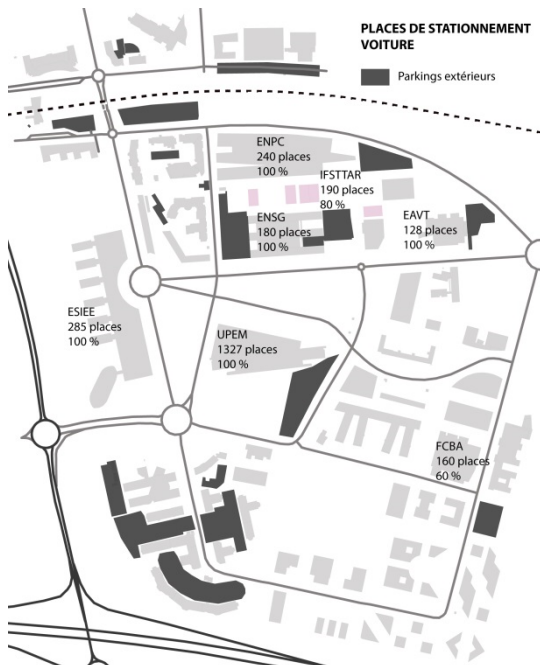 PLACES DE STATIONNEMENT
VOITURE
Parkings extérieurs
ENPC
240 places
100 %
IFSTTAR
190 places
80 %
ENSG
180 places
100 %
EAVT
128 places
100 %
ESIEE
285 places
100 %
UPEM
1327 places
100 %
FCBA
160 places
60 %